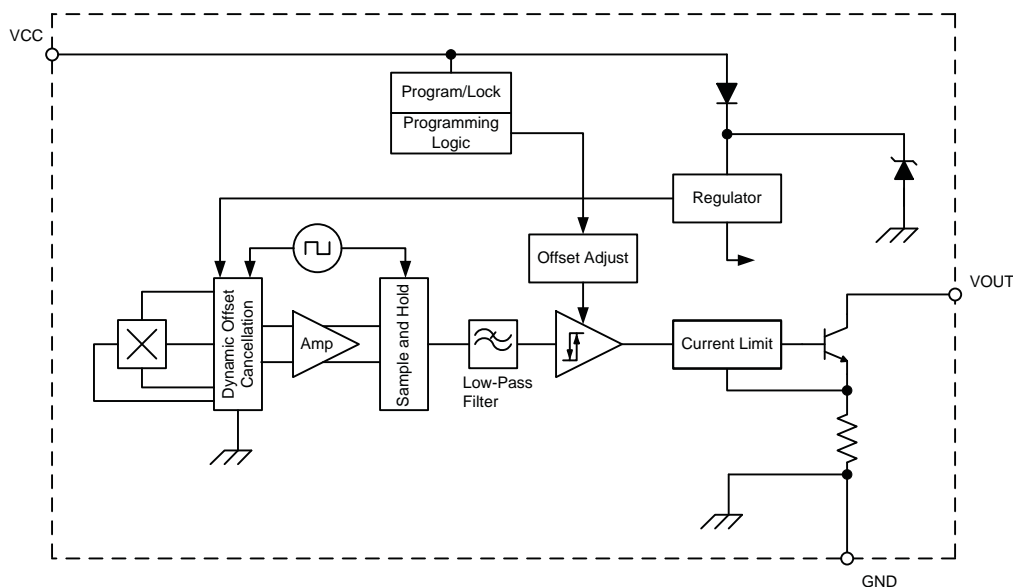 VCC
Program/Lock
Programming
Logic
Regulator
Offset Adjust
VOUT
Dynamic Offset
Cancellation
Amp
Sample and Hold
Low-Pass
Filter
Current Limit
GND